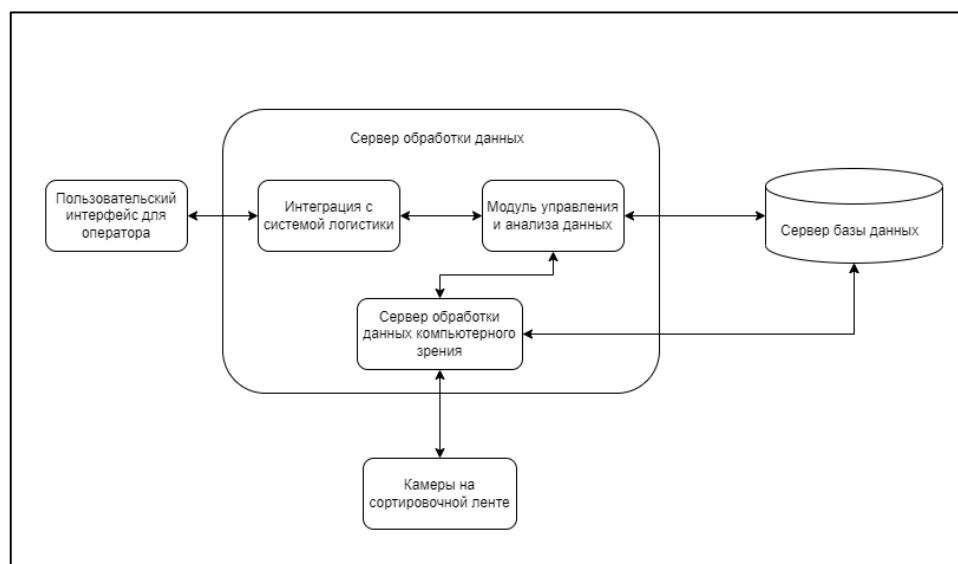 Сервер обработки данных
Пользовательский
интерфейс для
оператора
Интеграция с
системой логистики
Модуль управления
и анализа данных
Сервер базы данных
Сервер обработки
данных компьютерного
зрения
Камеры на
сортировочной ленте